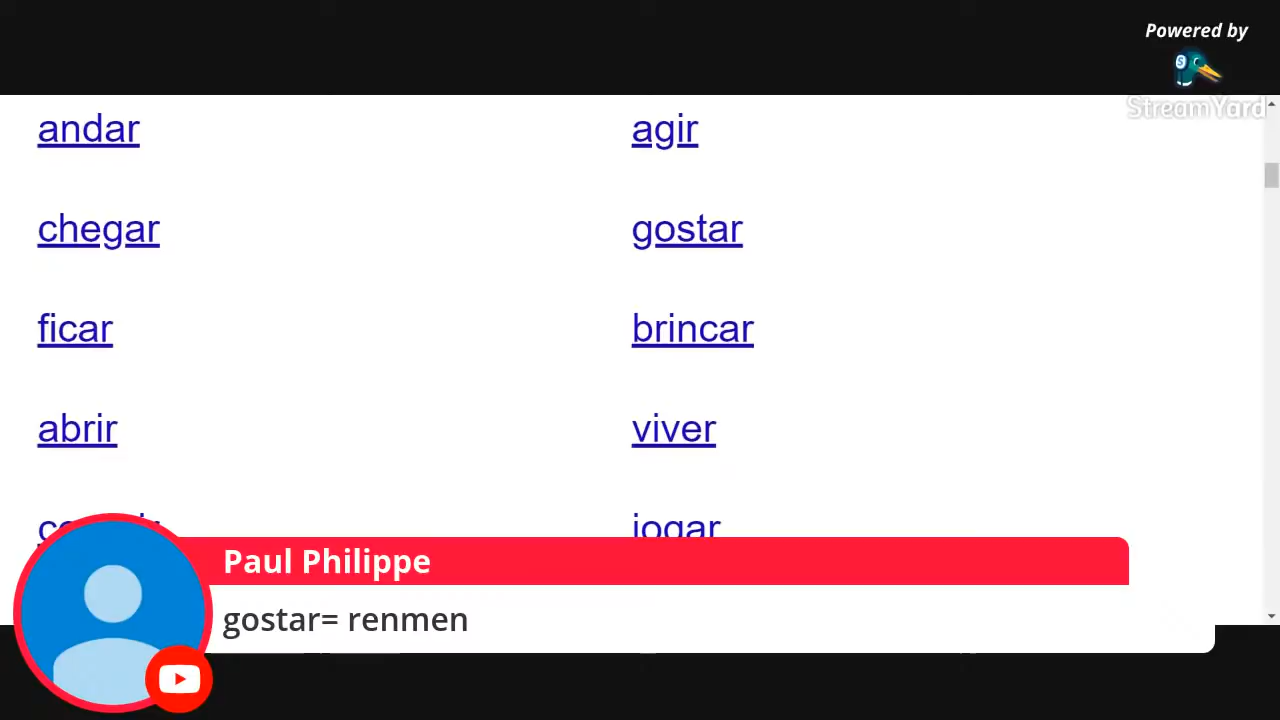 Powered by
StreamYard
andar
agir
chegar
gostar
ficar
brincar
abrir
viver
jogar
Paul Philippe
gostar= renmen